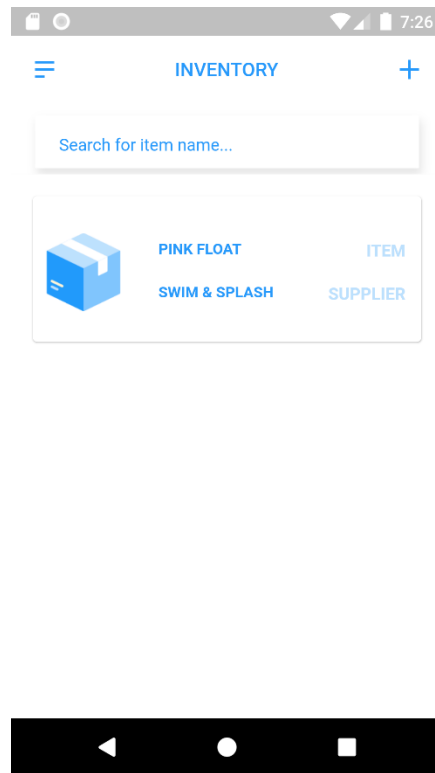 7:26
INVENTORY
Search for item name...
PINK FLOAT ITEM
SWIM & SPLASH SUPPLIER